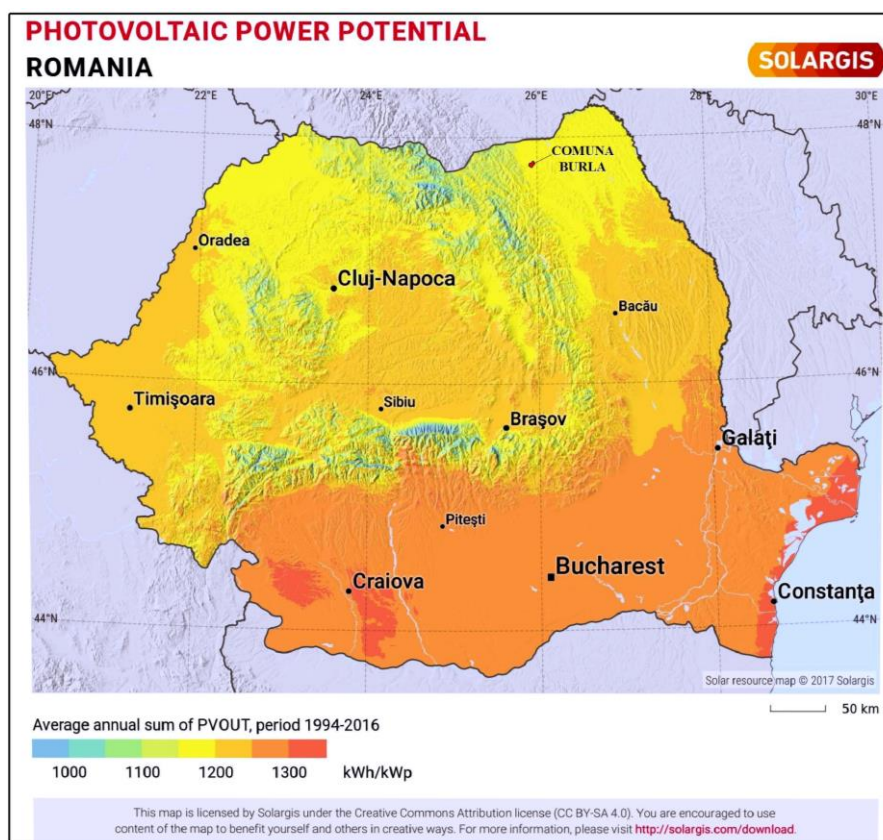 PHOTOVOLTAIC POWER POTENTIAL
ROMANIA
SOLARGIS
20°E
22°E
24°E
26°E
28°E
30°E
48°N
48°N
COMUNA
BURLA
Oradea
Cluj-Napoca
Bacău
46°N
46°N
Timişoara
Sibiu
Braşov
Galaţi
Piteşti
Bucharest
Craiova
Constanţa
44°N
44°N
Solar resource map © 2017 Solargis
Average annual sum of PVOUT, period 1994-2016
50 km
1000 1100 1200 1300 kWh/kWp
This map is licensed by Solargis under the Creative Commons Attribution license (CC BY-SA 4.0). You are encouraged to use
content of the map to benefit yourself and others in creative ways. For more information, please visit http://solargis.com/download.